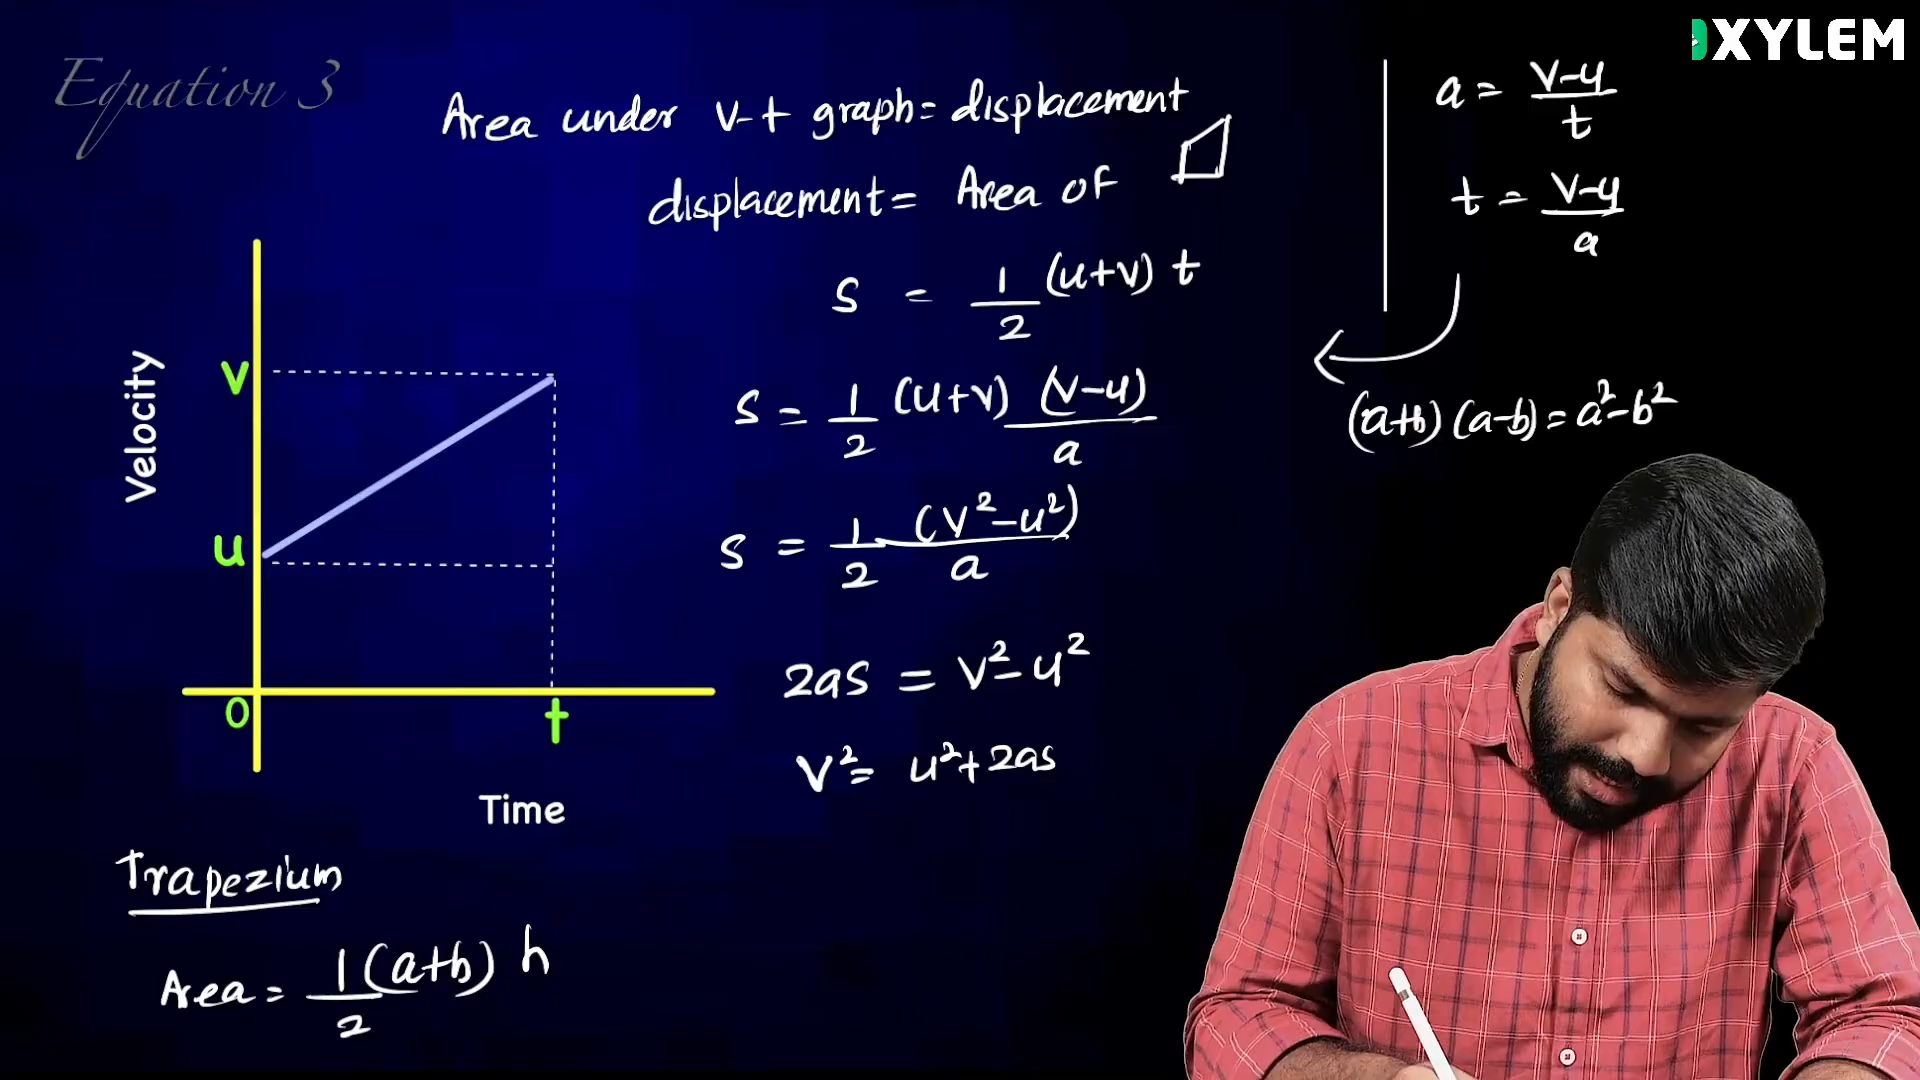 XYLEM
Equation 3
Area under v-t graph = displacement
displacement = Area of
S = 1/2 (u+v) t
S = 1/2 (u+v) (v-u)/a
S = 1/2 (v²-u²)/a
2as = v²-u²
v² = u²+2as
a = v-u/t
t = v-u/a
(a+b) (a-b) = a²-b²
Velocity
v
u
0
t
Time
Trapezium
Area = 1/2 (a+b) h